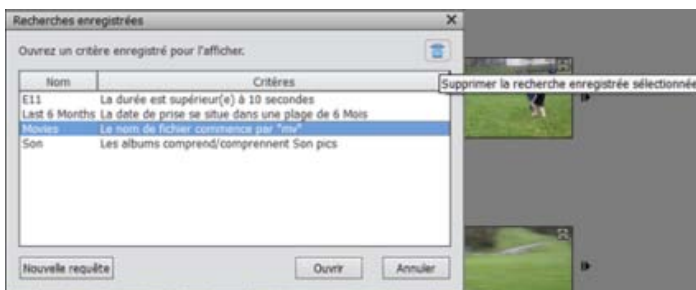 Recherches enregistrées
Ouvrez un critère enregistré pour l'afficher.
Supprimer la recherche enregistrée sélectionnée
Nom Critères
E11 La durée est supérieur(e) à 10 secondes
Last 6 Months La date de prise se situe dans une plage de 6 Mois
Movies Le nom de fichier commence par "mv"
Son Les albums comprend/comprennent Son pics
Nouvelle requête Ouvrir Annuler